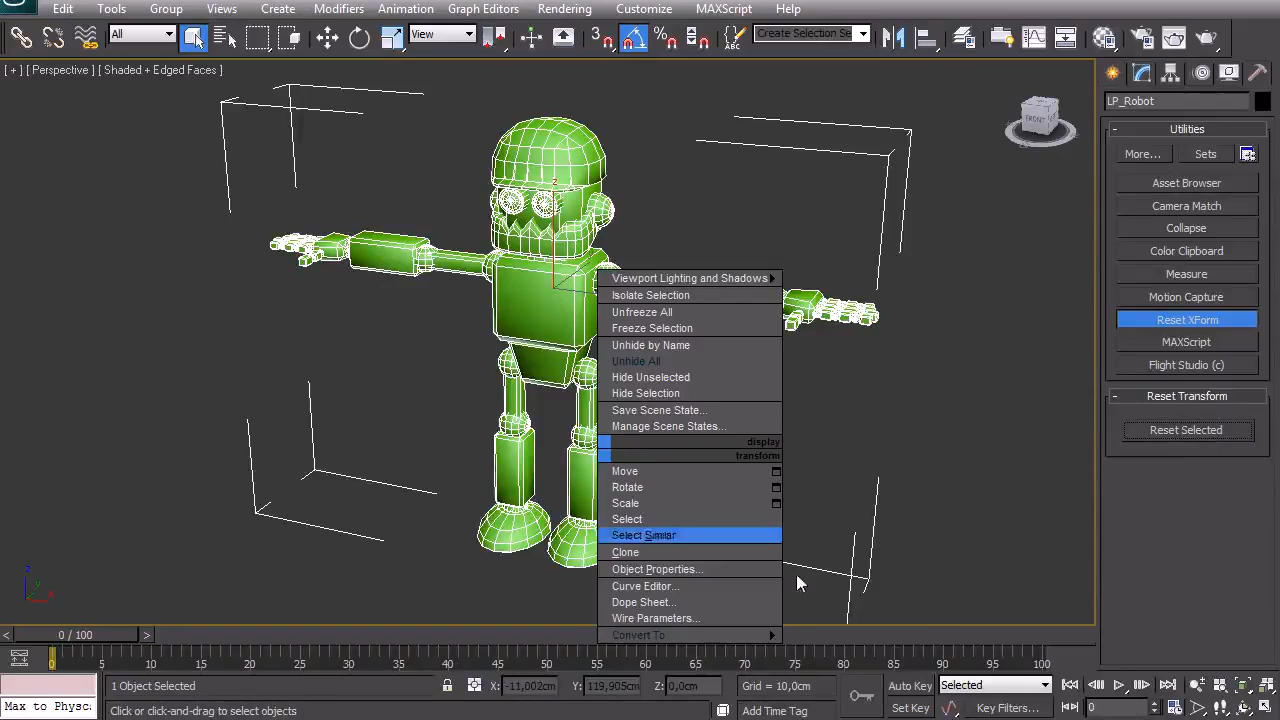 Edit Tools Group Views Create Modifiers Animation Graph Editors Rendering Customize MAXScript Help
All View 3 % Create Selection Se
[ + ] [ Perspective ] [ Shaded + Edged Faces ]
FRONT
LP_Robot
- Utilities
More... Sets
Asset Browser
Camera Match
Collapse
Color Clipboard
Measure
Motion Capture
Reset XForm
MAXScript
Flight Studio (c)
- Reset Transform
Reset Selected
z
Viewport Lighting and Shadows
Isolate Selection
Unfreeze All
Freeze Selection
Unhide by Name
Unhide All
Hide Unselected
Hide Selection
Save Scene State...
Manage Scene States...
display
transform
Move
Rotate
Scale
Select
Select Similar
Clone
Object Properties...
Curve Editor...
Dope Sheet...
Wire Parameters...
Convert To
z
y
x
< 0 / 100 >
0 5 10 15 20 25 30 35 40 45 50 55 60 65 70 75 80 85 90 95 100
1 Object Selected X: -11,002cm Y: 119,905cm Z: 0,0cm Grid = 10,0cm Auto Key Selected
Max to Physc Click or click-and-drag to select objects Add Time Tag Set Key Key Filters... 0